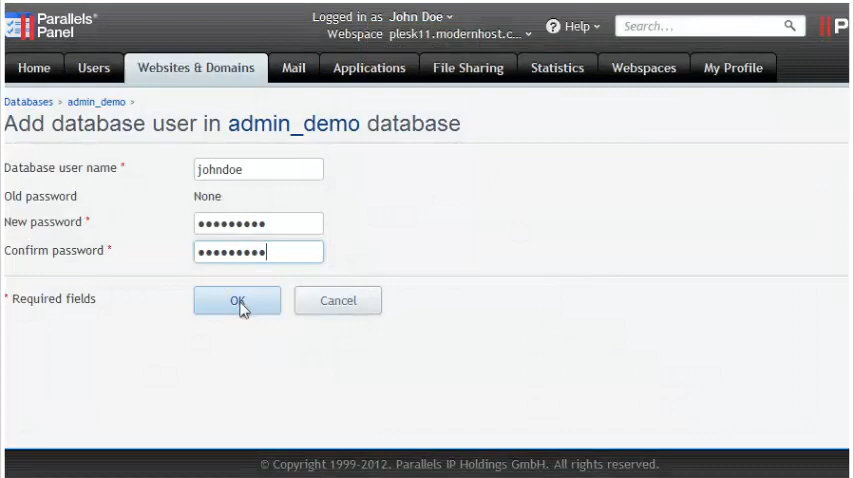 Parallels® Panel
Logged in as John Doe
Webspace plesk11.modernhost.c...
Help
Search...
P
Home Users Websites & Domains Mail Applications File Sharing Statistics Webspaces My Profile
Databases > admin_demo >
Add database user in admin_demo database
Database user name * johndoe
Old password None
New password * ●●●●●●●●●
Confirm password * ●●●●●●●●●
* Required fields OK Cancel
© Copyright 1999-2012. Parallels IP Holdings GmbH. All rights reserved.